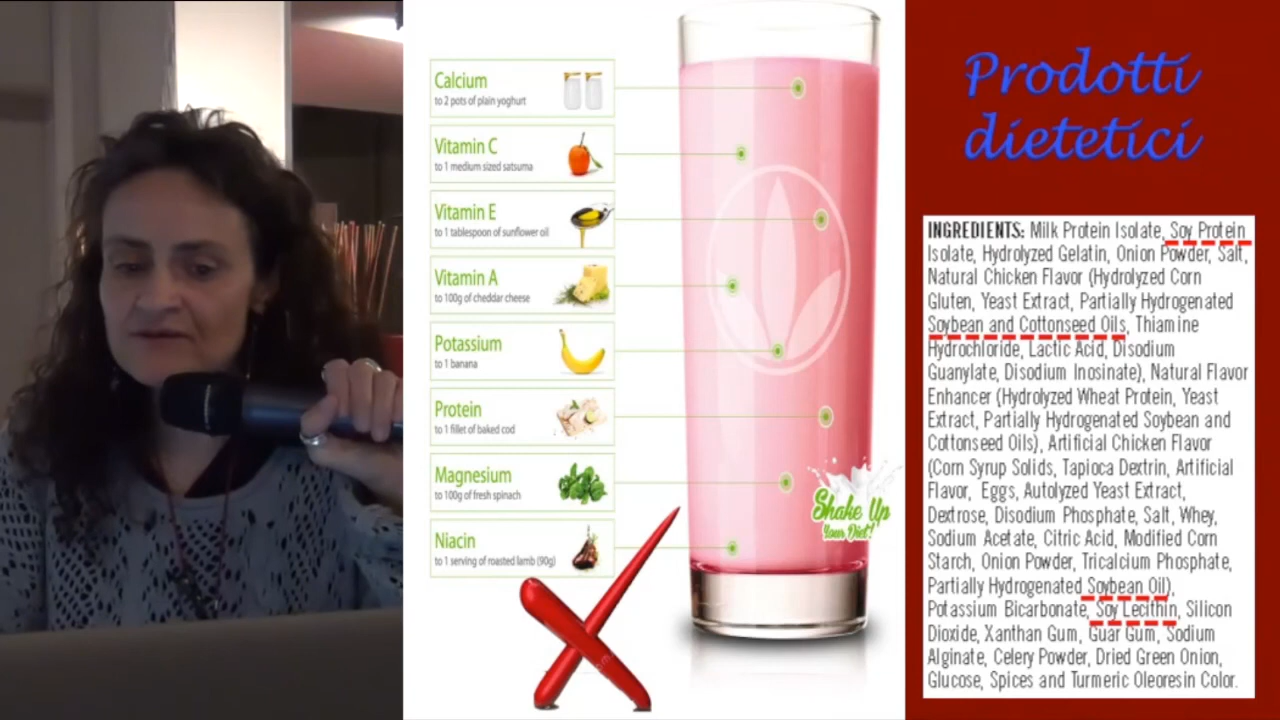 Calcium
to 2 pots of plain yoghurt
Vitamin C
to 1 medium sized satsuma
Vitamin E
to 1 tablespoon of sunflower oil
Vitamin A
to 100g of cheddar cheese
Potassium
to 1 banana
Protein
to 1 fillet of baked cod
Magnesium
to 100g of fresh spinach
Niacin
to 1 serving of roasted lamb (90g)
Shake Up
Your Diet!
Prodotti
dietetici
INGREDIENTS: Milk Protein Isolate, Soy Protein
Isolate, Hydrolyzed Gelatin, Onion Powder, Salt,
Natural Chicken Flavor (Hydrolyzed Corn
Gluten, Yeast Extract, Partially Hydrogenated
Soybean and Cottonseed Oils, Thiamine
Hydrochloride, Lactic Acid, Disodium
Guanylate, Disodium Inosinate), Natural Flavor
Enhancer (Hydrolyzed Wheat Protein, Yeast
Extract, Partially Hydrogenated Soybean and
Cottonseed Oils), Artificial Chicken Flavor
(Corn Syrup Solids, Tapioca Dextrin, Artificial
Flavor, Eggs, Autolyzed Yeast Extract,
Dextrose, Disodium Phosphate, Salt, Whey,
Sodium Acetate, Citric Acid, Modified Corn
Starch, Onion Powder, Tricalcium Phosphate,
Partially Hydrogenated Soybean Oil),
Potassium Bicarbonate, Soy Lecithin, Silicon
Dioxide, Xanthan Gum, Guar Gum, Sodium
Alginate, Celery Powder, Dried Green Onion,
Glucose, Spices and Turmeric Oleoresin Color.